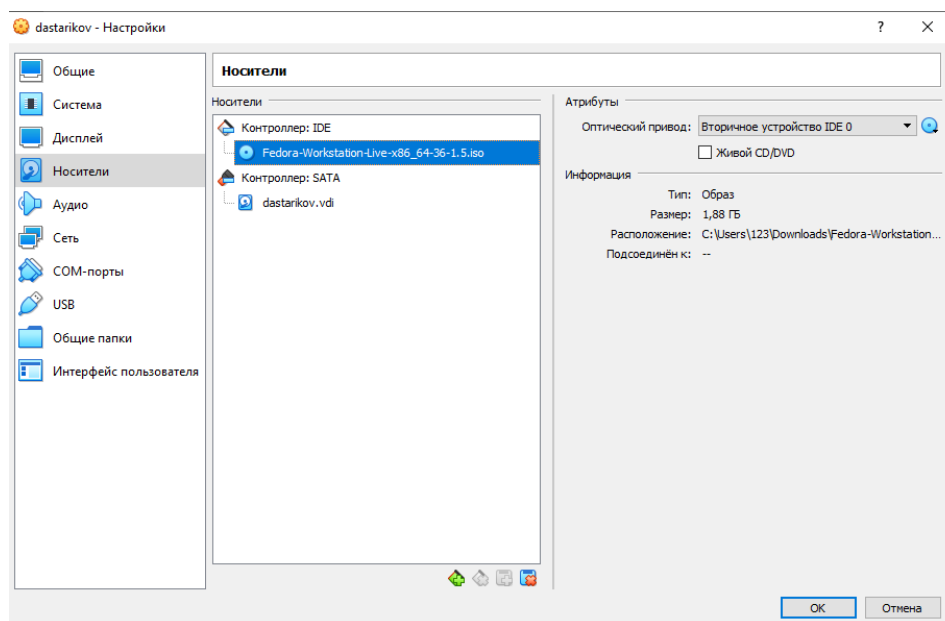 dastarikov - Настройки
?
Общие
Система
Дисплей
Носители
Аудио
Сеть
COM-порты
USB
Общие папки
Интерфейс пользователя
Носители
Носители
Контроллер: IDE
Fedora-Workstation-Live-x86_64-36-1.5.iso
Контроллер: SATA
dastarikov.vdi
Атрибуты
Оптический привод: Вторичное устройство IDE 0
Живой CD/DVD
Информация
Тип: Образ
Размер: 1,88 ГБ
Расположение: C:\Users\123\Downloads\Fedora-Workstation...
Подсоединён к: --
OK
Отмена